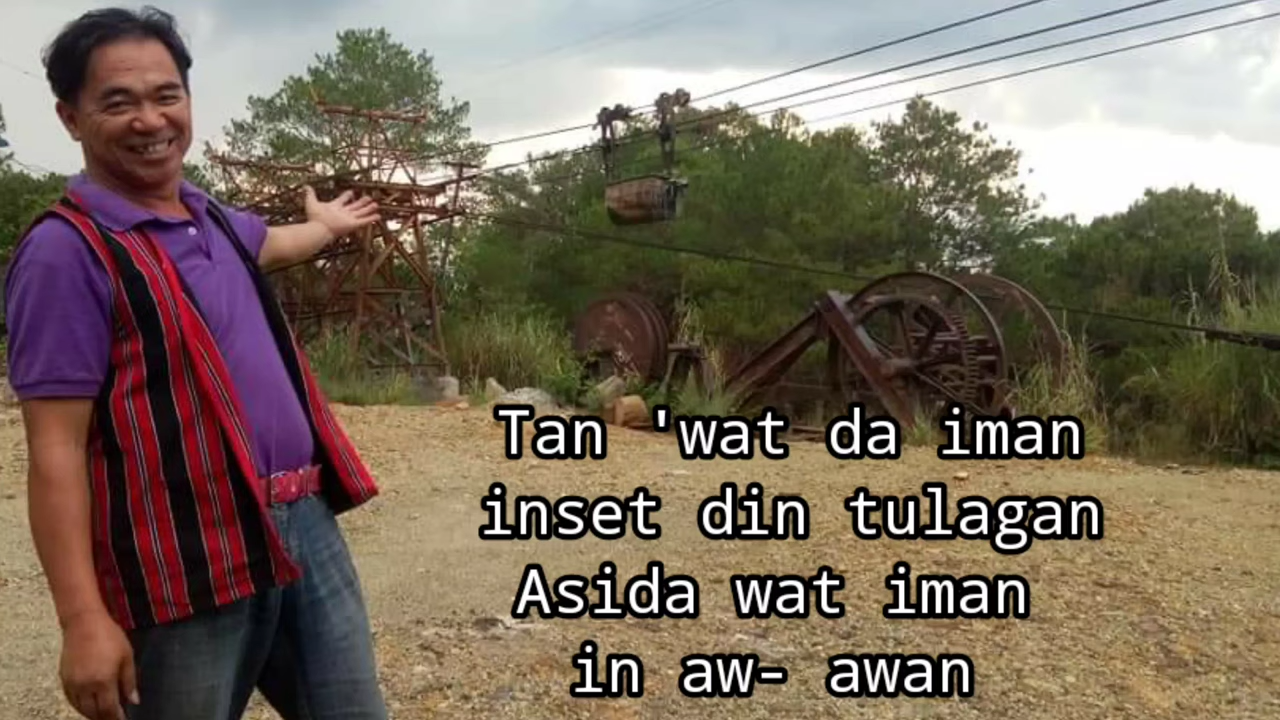 Tan 'wat da iman
inset din tulagan
Asida wat iman
in aw- awan